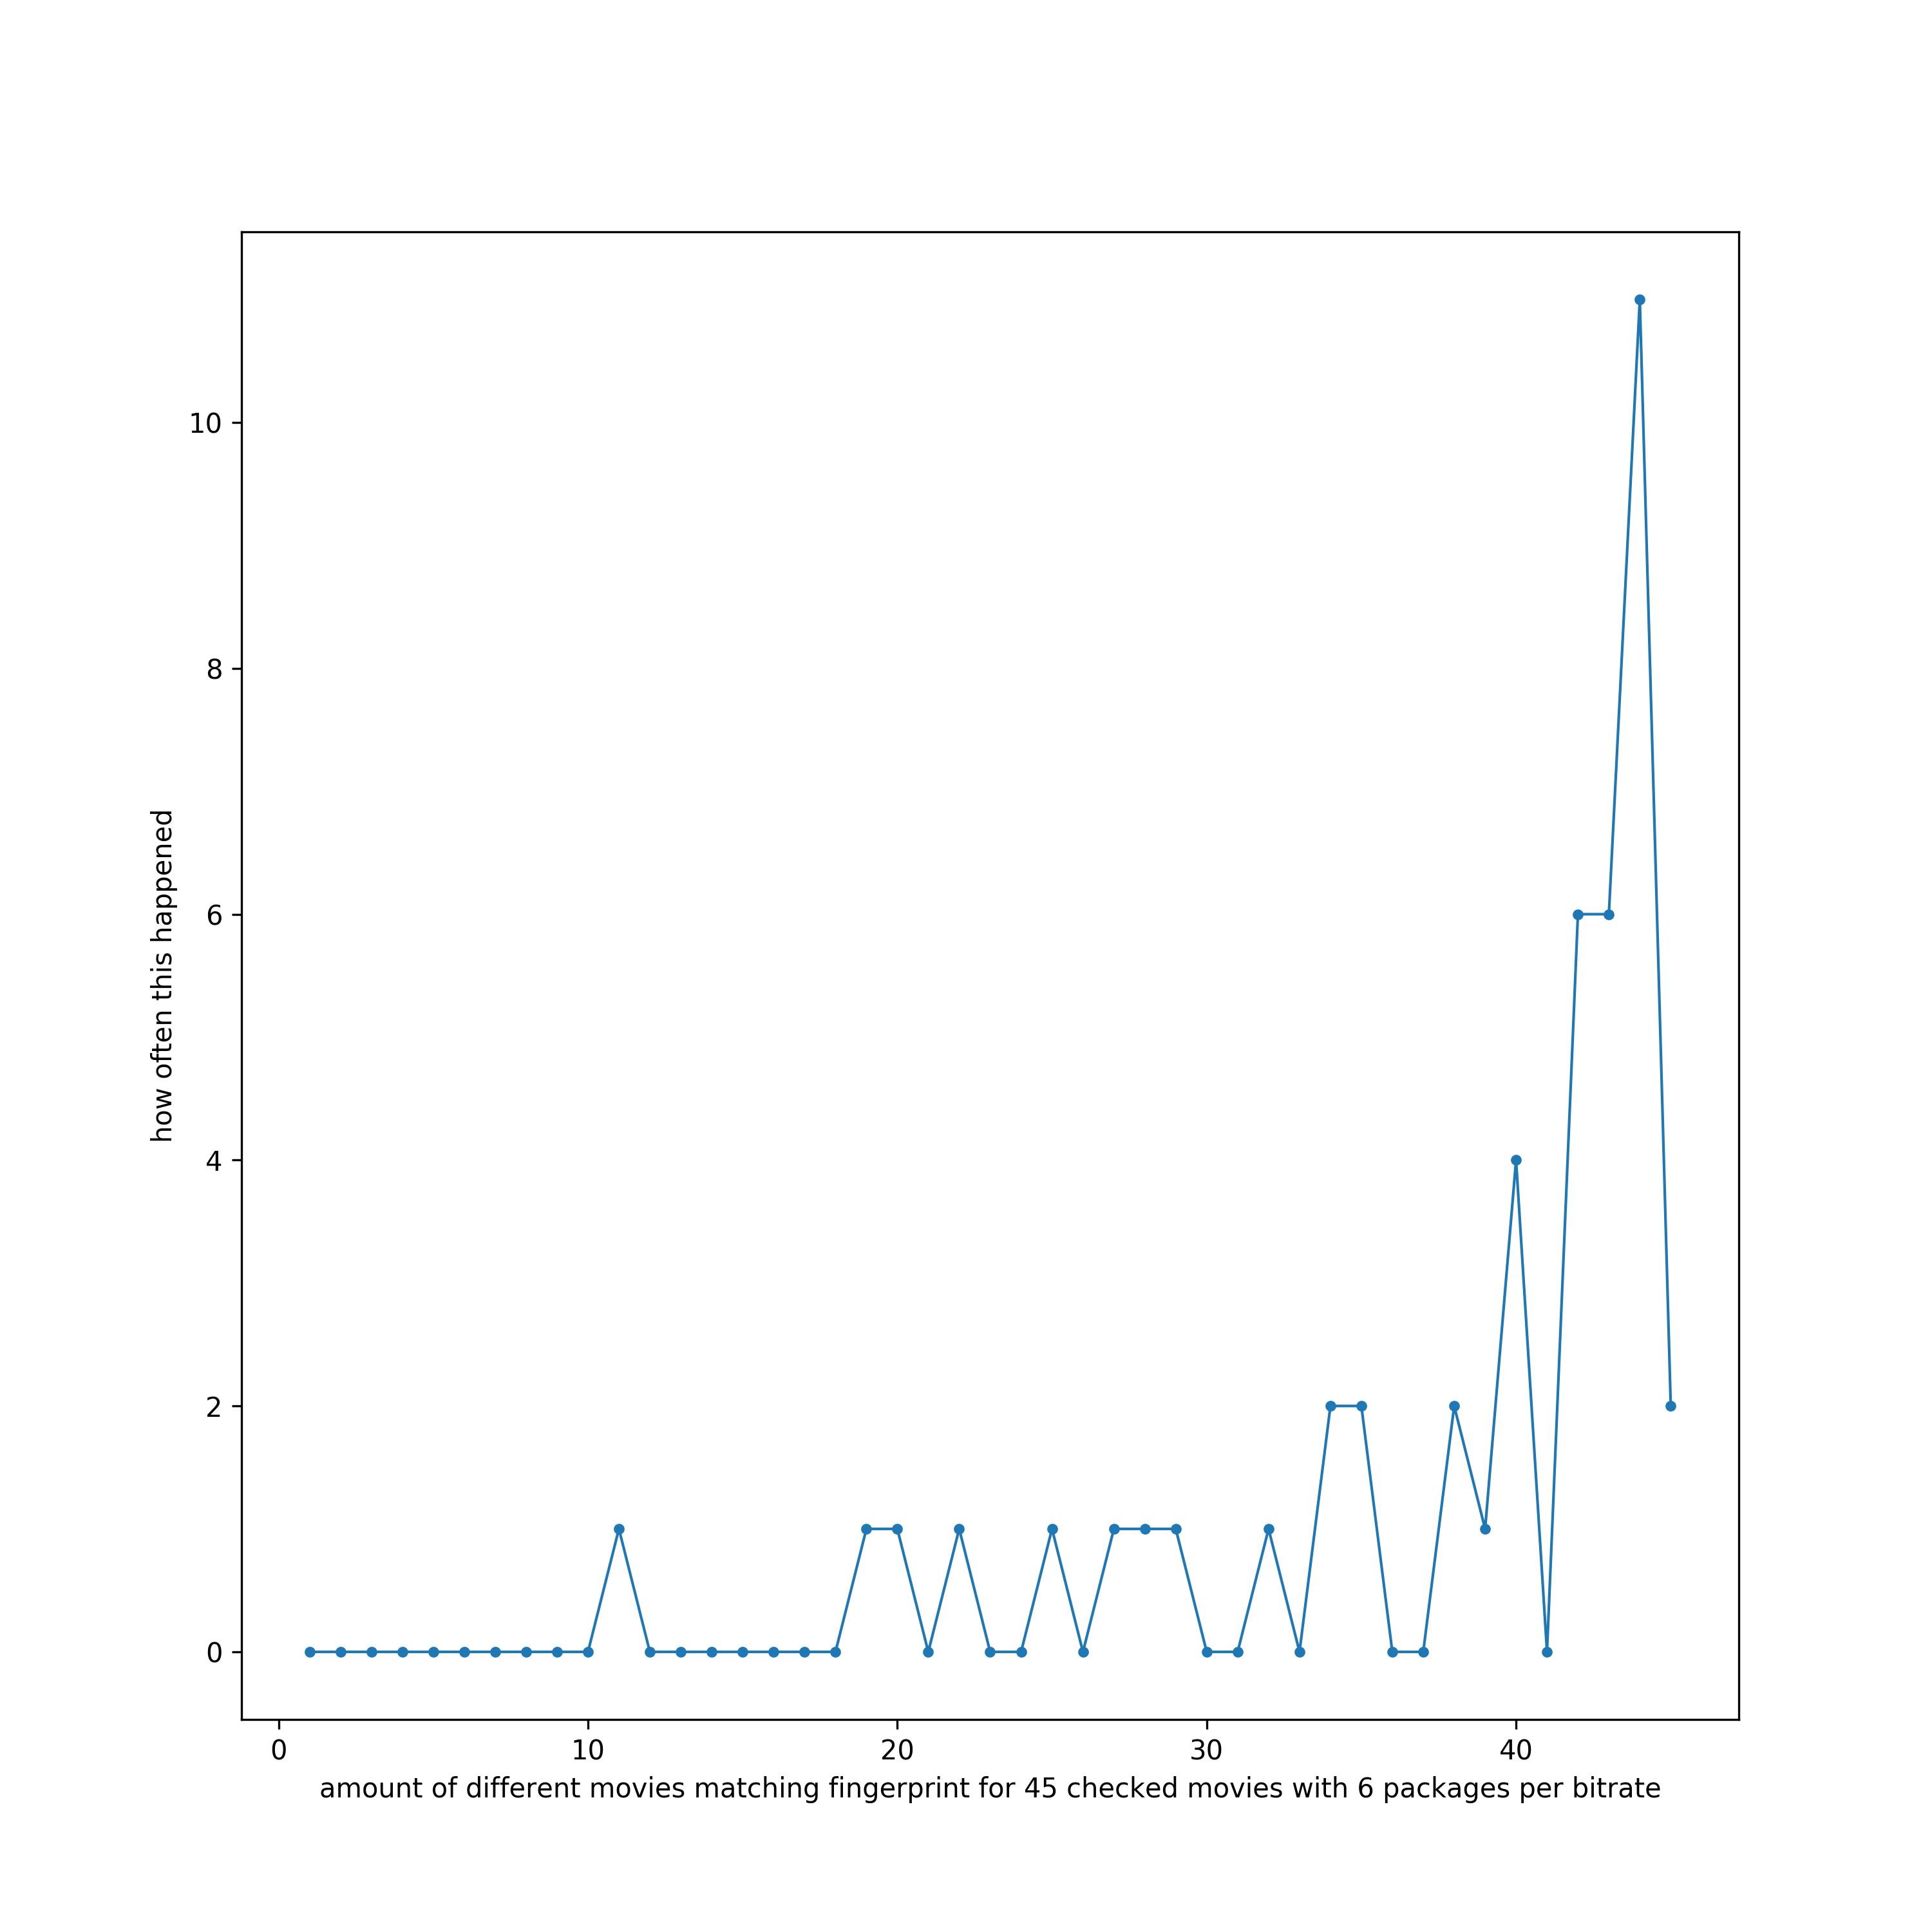 10
8
6
4
2
0
how often this happened
0 10 20 30 40
amount of different movies matching fingerprint for 45 checked movies with 6 packages per bitrate